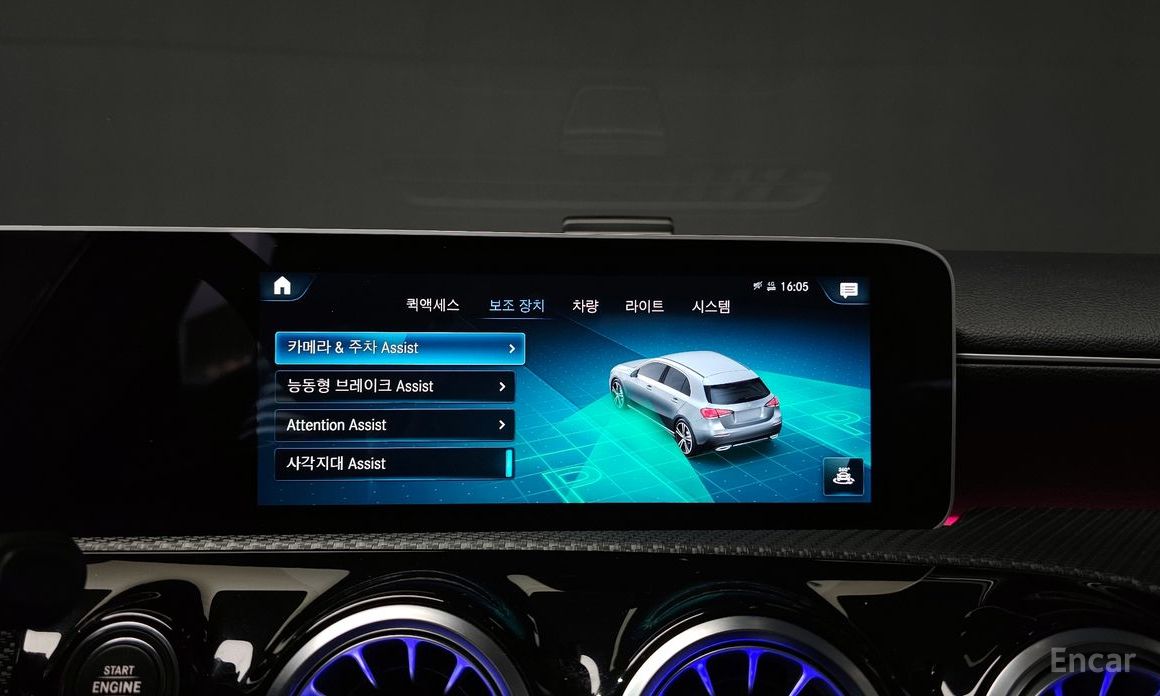 16:05
퀵액세스 보조 장치 차량 라이트 시스템
카메라 & 주차 Assist
능동형 브레이크 Assist
Attention Assist
사각지대 Assist
360°
START
ENGINE
Encar